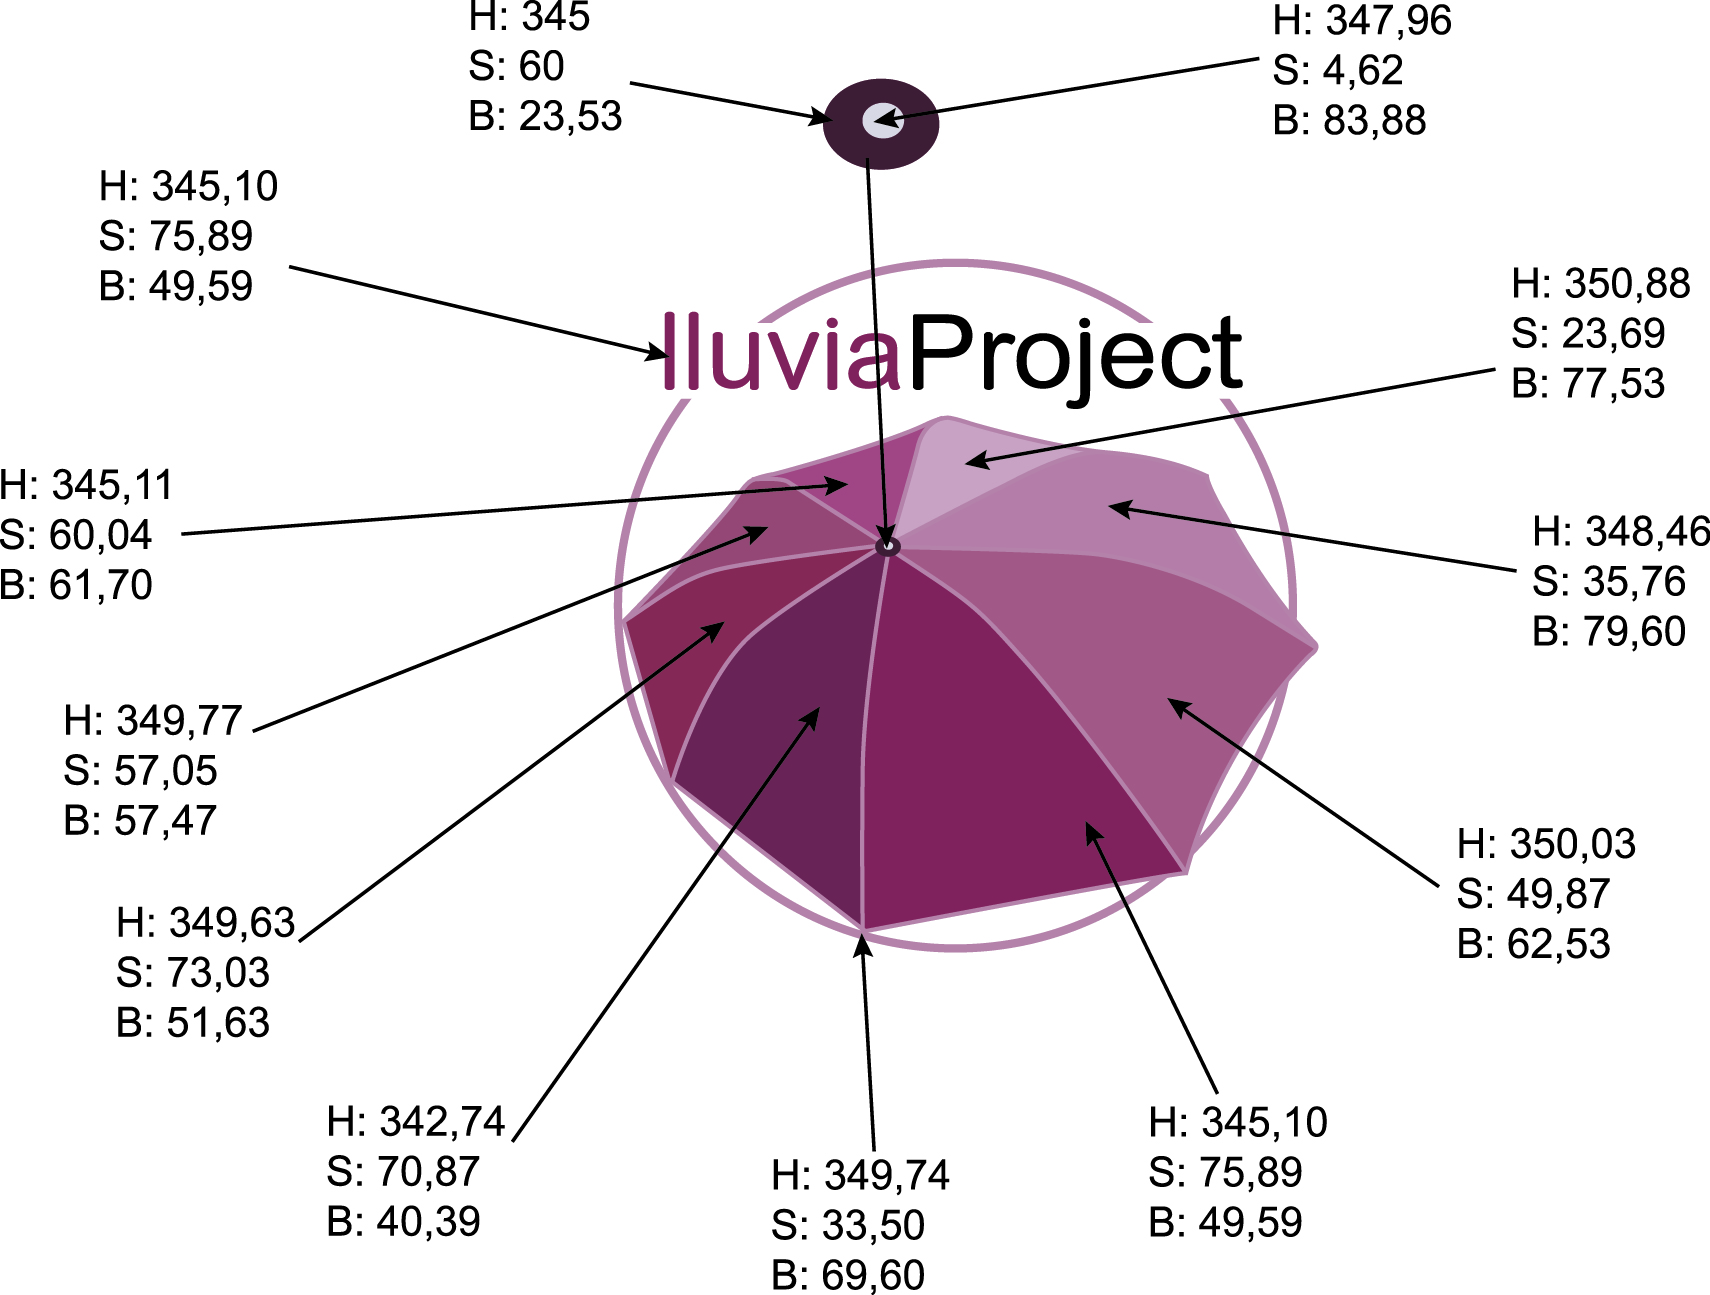 H: 345
S: 60
B: 23,53
H: 347,96
S: 4,62
B: 83,88
H: 345,10
S: 75,89
B: 49,59
H: 350,88
S: 23,69
B: 77,53
lluviaProject
H: 345,11
S: 60,04
B: 61,70
H: 348,46
S: 35,76
B: 79,60
H: 349,77
S: 57,05
B: 57,47
H: 350,03
S: 49,87
B: 62,53
H: 349,63
S: 73,03
B: 51,63
H: 342,74
S: 70,87
B: 40,39
H: 349,74
S: 33,50
B: 69,60
H: 345,10
S: 75,89
B: 49,59